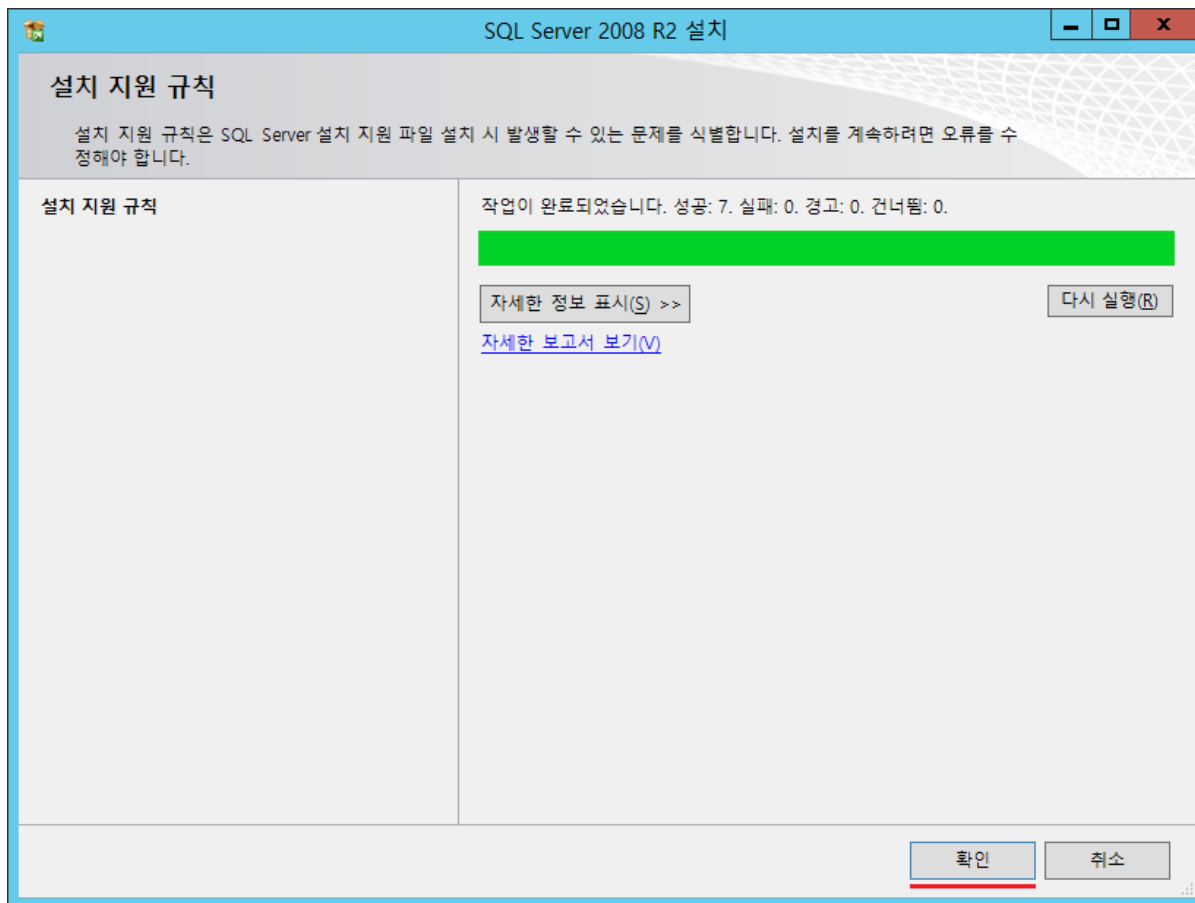 SQL Server 2008 R2 설치
설치 지원 규칙
설치 지원 규칙은 SQL Server 설치 지원 파일 설치 시 발생할 수 있는 문제를 식별합니다. 설치를 계속하려면 오류를 수
정해야 합니다.
설치 지원 규칙
작업이 완료되었습니다. 성공: 7. 실패: 0. 경고: 0. 건너뜀: 0.
자세한 정보 표시(S) >>
다시 실행(R)
자세한 보고서 보기(V)
확인
취소